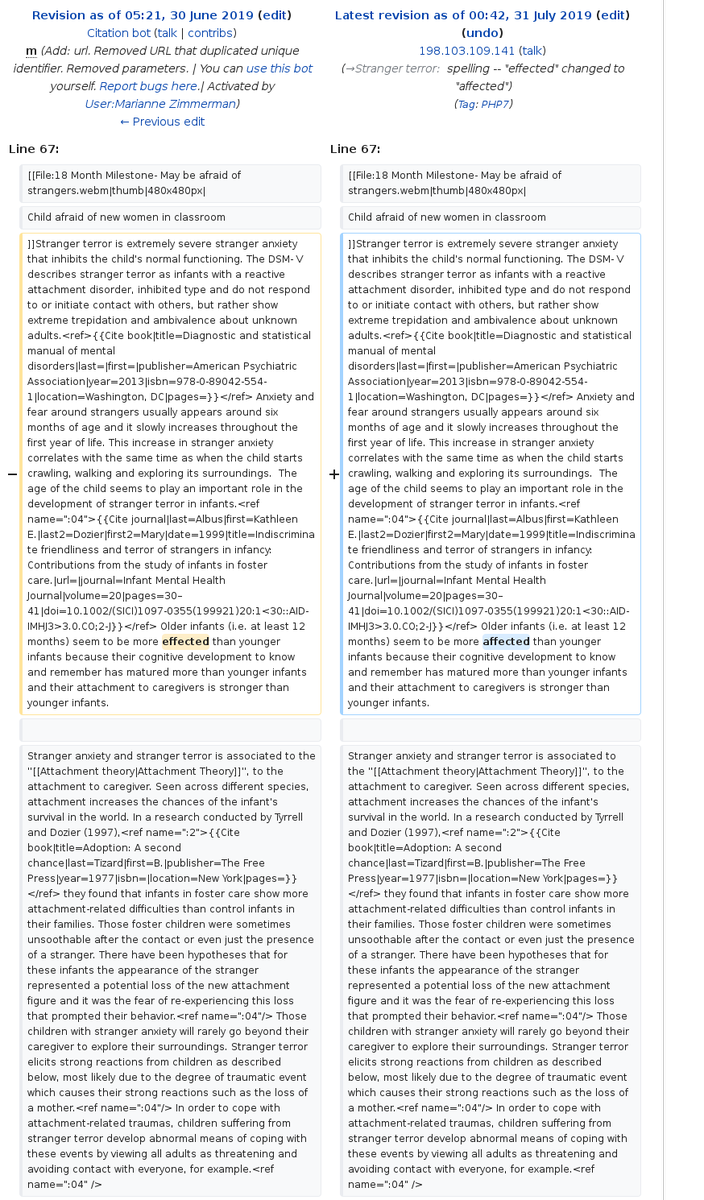 Revision as of 05:21, 30 June 2019 (edit)
Citation bot (talk | contribs)
m (Add: url. Removed URL that duplicated unique
identifier. Removed parameters. | You can use this bot
yourself. Report bugs here.| Activated by
User:Marianne Zimmerman)
← Previous edit
Latest revision as of 00:42, 31 July 2019 (edit)
(undo)
198.103.109.141 (talk)
(→Stranger terror: spelling -- "effected" changed to
"affected")
(Tag: PHP7)
Line 67:
[[File:18 Month Milestone- May be afraid of
strangers.webm|thumb|480x480px|
Child afraid of new women in classroom
−
]]Stranger terror is extremely severe stranger anxiety
that inhibits the child's normal functioning. The DSM-Ⅴ
describes stranger terror as infants with a reactive
attachment disorder, inhibited type and do not respond
to or initiate contact with others, but rather show
extreme trepidation and ambivalence about unknown
adults.<ref>{{Cite book|title=Diagnostic and statistical
manual of mental
disorders|last=|first=|publisher=American Psychiatric
Association|year=2013|isbn=978-0-89042-554-
1|location=Washington, DC|pages=}}</ref> Anxiety and
fear around strangers usually appears around six
months of age and it slowly increases throughout the
first year of life. This increase in stranger anxiety
correlates with the same time as when the child starts
crawling, walking and exploring its surroundings.  The
age of the child seems to play an important role in the
development of stranger terror in infants.<ref
name=":04">{{Cite journal|last=Albus|first=Kathleen
E.|last2=Dozier|first2=Mary|date=1999|title=Indiscrimina
te friendliness and terror of strangers in infancy:
Contributions from the study of infants in foster
care.|url=|journal=Infant Mental Health
Journal|volume=20|pages=30–
41|doi=10.1002/(SICI)1097-0355(199921)20:1<30::AID-
IMHJ3>3.0.CO;2-J}}</ref> Older infants (i.e. at least 12
months) seem to be more effected than younger
infants because their cognitive development to know
and remember has matured more than younger infants
and their attachment to caregivers is stronger than
younger infants.
Stranger anxiety and stranger terror is associated to the
"[[Attachment theory|Attachment Theory]]", to the
attachment to caregiver. Seen across different species,
attachment increases the chances of the infant's
survival in the world. In a research conducted by Tyrrell
and Dozier (1997),<ref name=":2">{{Cite
book|title=Adoption: A second
chance|last=Tizard|first=B.|publisher=The Free
Press|year=1977|isbn=|location=New York|pages=}}
</ref> they found that infants in foster care show more
attachment-related difficulties than control infants in
their families. Those foster children were sometimes
unsoothable after the contact or even just the presence
of a stranger. There have been hypotheses that for
these infants the appearance of the stranger
represented a potential loss of the new attachment
figure and it was the fear of re-experiencing this loss
that prompted their behavior.<ref name=":04"/> Those
children with stranger anxiety will rarely go beyond their
caregiver to explore their surroundings. Stranger terror
elicits strong reactions from children as described
below, most likely due to the degree of traumatic event
which causes their strong reactions such as the loss of
a mother.<ref name=":04"/> In order to cope with
attachment-related traumas, children suffering from
stranger terror develop abnormal means of coping with
these events by viewing all adults as threatening and
avoiding contact with everyone, for example.<ref
name=":04" />
Line 67:
[[File:18 Month Milestone- May be afraid of
strangers.webm|thumb|480x480px|
Child afraid of new women in classroom
+
]]Stranger terror is extremely severe stranger anxiety
that inhibits the child's normal functioning. The DSM-Ⅴ
describes stranger terror as infants with a reactive
attachment disorder, inhibited type and do not respond
to or initiate contact with others, but rather show
extreme trepidation and ambivalence about unknown
adults.<ref>{{Cite book|title=Diagnostic and statistical
manual of mental
disorders|last=|first=|publisher=American Psychiatric
Association|year=2013|isbn=978-0-89042-554-
1|location=Washington, DC|pages=}}</ref> Anxiety and
fear around strangers usually appears around six
months of age and it slowly increases throughout the
first year of life. This increase in stranger anxiety
correlates with the same time as when the child starts
crawling, walking and exploring its surroundings.  The
age of the child seems to play an important role in the
development of stranger terror in infants.<ref
name=":04">{{Cite journal|last=Albus|first=Kathleen
E.|last2=Dozier|first2=Mary|date=1999|title=Indiscrimina
te friendliness and terror of strangers in infancy:
Contributions from the study of infants in foster
care.|url=|journal=Infant Mental Health
Journal|volume=20|pages=30–
41|doi=10.1002/(SICI)1097-0355(199921)20:1<30::AID-
IMHJ3>3.0.CO;2-J}}</ref> Older infants (i.e. at least 12
months) seem to be more affected than younger
infants because their cognitive development to know
and remember has matured more than younger infants
and their attachment to caregivers is stronger than
younger infants.
Stranger anxiety and stranger terror is associated to
the "[[Attachment theory|Attachment Theory]]", to the
attachment to caregiver. Seen across different species,
attachment increases the chances of the infant's
survival in the world. In a research conducted by Tyrrell
and Dozier (1997),<ref name=":2">{{Cite
book|title=Adoption: A second
chance|last=Tizard|first=B.|publisher=The Free
Press|year=1977|isbn=|location=New York|pages=}}
</ref> they found that infants in foster care show more
attachment-related difficulties than control infants in
their families. Those foster children were sometimes
unsoothable after the contact or even just the presence
of a stranger. There have been hypotheses that for
these infants the appearance of the stranger
represented a potential loss of the new attachment
figure and it was the fear of re-experiencing this loss
that prompted their behavior.<ref name=":04"/> Those
children with stranger anxiety will rarely go beyond their
caregiver to explore their surroundings. Stranger terror
elicits strong reactions from children as described
below, most likely due to the degree of traumatic event
which causes their strong reactions such as the loss of
a mother.<ref name=":04"/> In order to cope with
attachment-related traumas, children suffering from
stranger terror develop abnormal means of coping with
these events by viewing all adults as threatening and
avoiding contact with everyone, for example.<ref
name=":04" />